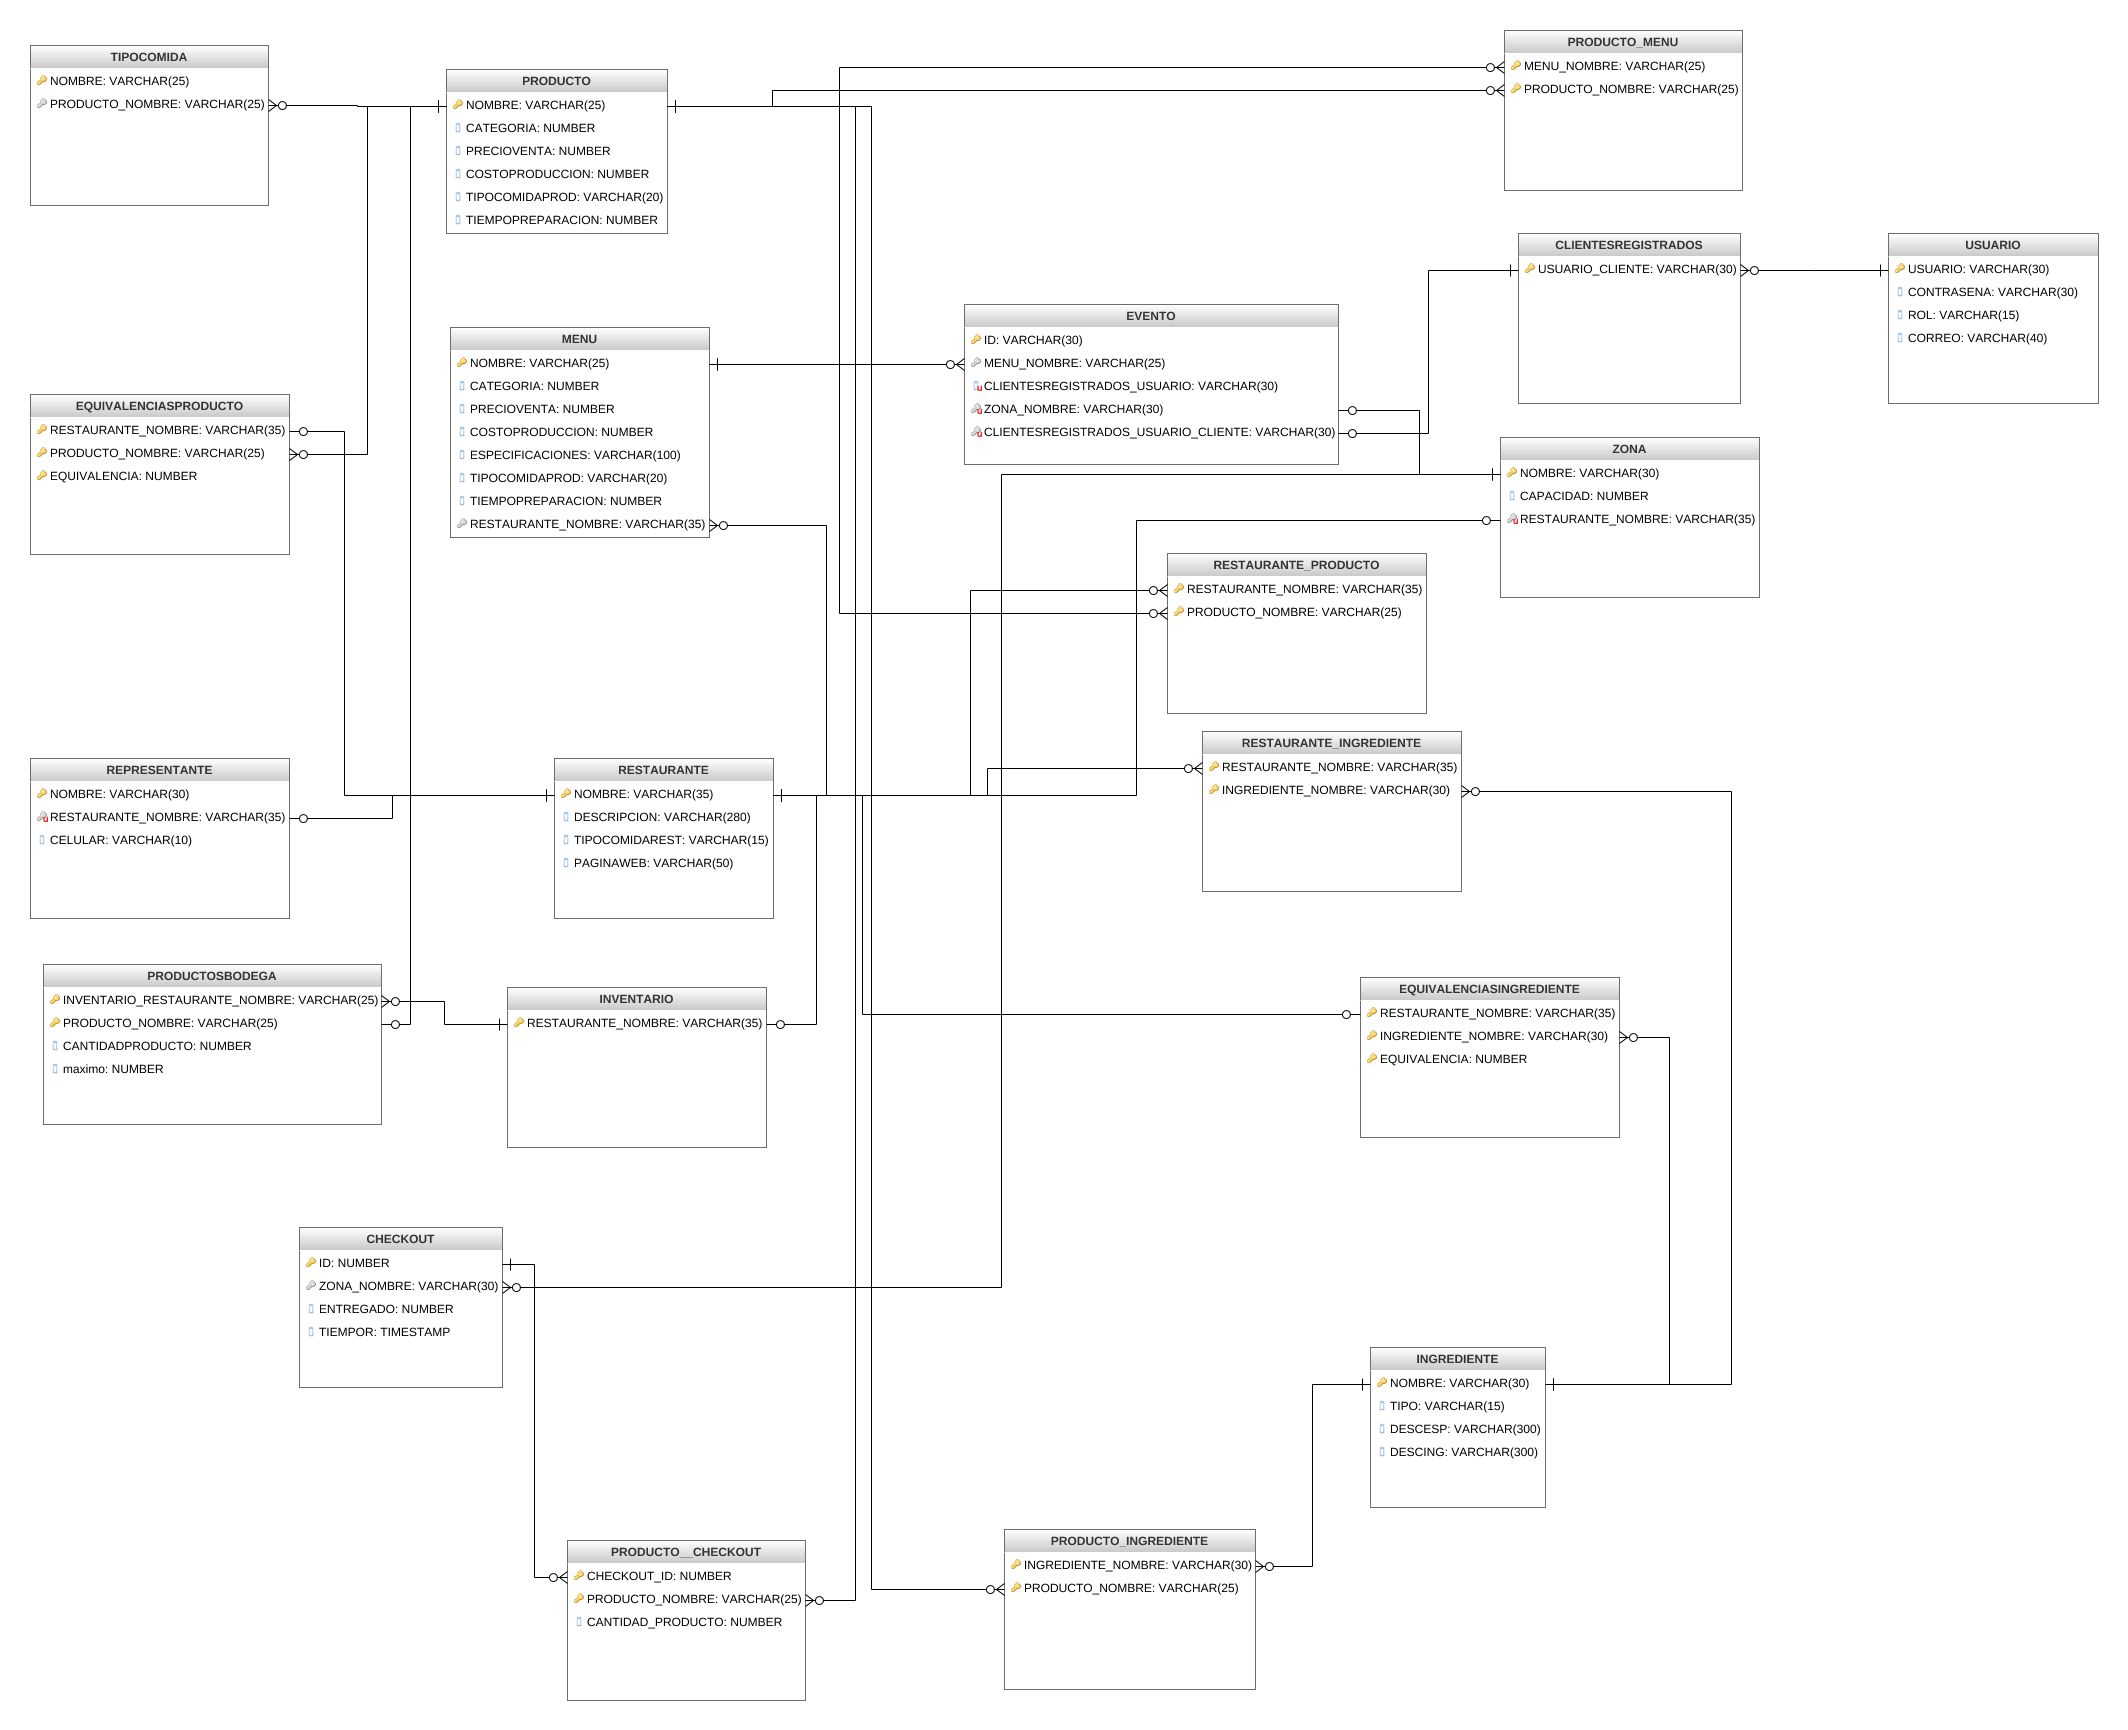 TIPOCOMIDA
NOMBRE: VARCHAR(25)
PRODUCTO_NOMBRE: VARCHAR(25)
PRODUCTO
NOMBRE: VARCHAR(25)
CATEGORIA: NUMBER
PRECIOVENTA: NUMBER
COSTOPRODUCCION: NUMBER
TIPOCOMIDAPROD: VARCHAR(20)
TIEMPOPREPARACION: NUMBER
PRODUCTO_MENU
MENU_NOMBRE: VARCHAR(25)
PRODUCTO_NOMBRE: VARCHAR(25)
CLIENTESREGISTRADOS
USUARIO_CLIENTE: VARCHAR(30)
USUARIO
USUARIO: VARCHAR(30)
CONTRASENA: VARCHAR(30)
ROL: VARCHAR(15)
CORREO: VARCHAR(40)
MENU
NOMBRE: VARCHAR(25)
CATEGORIA: NUMBER
PRECIOVENTA: NUMBER
COSTOPRODUCCION: NUMBER
ESPECIFICACIONES: VARCHAR(100)
TIPOCOMIDAPROD: VARCHAR(20)
TIEMPOPREPARACION: NUMBER
RESTAURANTE_NOMBRE: VARCHAR(35)
EVENTO
ID: VARCHAR(30)
MENU_NOMBRE: VARCHAR(25)
CLIENTESREGISTRADOS_USUARIO: VARCHAR(30)
ZONA_NOMBRE: VARCHAR(30)
CLIENTESREGISTRADOS_USUARIO_CLIENTE: VARCHAR(30)
EQUIVALENCIASPRODUCTO
RESTAURANTE_NOMBRE: VARCHAR(35)
PRODUCTO_NOMBRE: VARCHAR(25)
EQUIVALENCIA: NUMBER
ZONA
NOMBRE: VARCHAR(30)
CAPACIDAD: NUMBER
RESTAURANTE_NOMBRE: VARCHAR(35)
RESTAURANTE_PRODUCTO
RESTAURANTE_NOMBRE: VARCHAR(35)
PRODUCTO_NOMBRE: VARCHAR(25)
RESTAURANTE_INGREDIENTE
RESTAURANTE_NOMBRE: VARCHAR(35)
INGREDIENTE_NOMBRE: VARCHAR(30)
REPRESENTANTE
NOMBRE: VARCHAR(30)
RESTAURANTE_NOMBRE: VARCHAR(35)
CELULAR: VARCHAR(10)
RESTAURANTE
NOMBRE: VARCHAR(35)
DESCRIPCION: VARCHAR(280)
TIPOCOMIDAREST: VARCHAR(15)
PAGINAWEB: VARCHAR(50)
PRODUCTOSBODEGA
INVENTARIO_RESTAURANTE_NOMBRE: VARCHAR(25)
PRODUCTO_NOMBRE: VARCHAR(25)
CANTIDADPRODUCTO: NUMBER
maximo: NUMBER
INVENTARIO
RESTAURANTE_NOMBRE: VARCHAR(35)
EQUIVALENCIASINGREDIENTE
RESTAURANTE_NOMBRE: VARCHAR(35)
INGREDIENTE_NOMBRE: VARCHAR(30)
EQUIVALENCIA: NUMBER
CHECKOUT
ID: NUMBER
ZONA_NOMBRE: VARCHAR(30)
ENTREGADO: NUMBER
TIEMPOR: TIMESTAMP
INGREDIENTE
NOMBRE: VARCHAR(30)
TIPO: VARCHAR(15)
DESCESP: VARCHAR(300)
DESCING: VARCHAR(300)
PRODUCTO__CHECKOUT
CHECKOUT_ID: NUMBER
PRODUCTO_NOMBRE: VARCHAR(25)
CANTIDAD_PRODUCTO: NUMBER
PRODUCTO_INGREDIENTE
INGREDIENTE_NOMBRE: VARCHAR(30)
PRODUCTO_NOMBRE: VARCHAR(25)